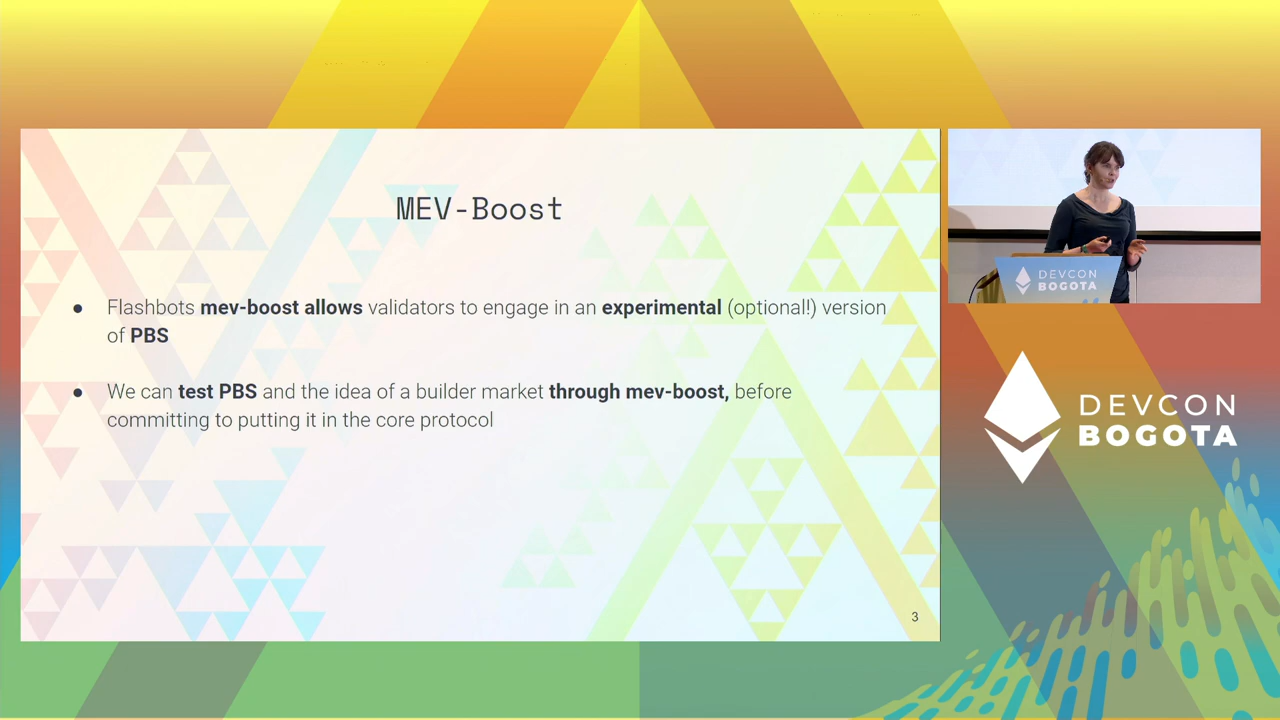 MEV-Boost
● Flashbots mev-boost allows validators to engage in an experimental (optional!) version
of PBS
● We can test PBS and the idea of a builder market through mev-boost, before
committing to putting it in the core protocol
3
DEVCON
BOGOTA
DEVCON
BOGOTA